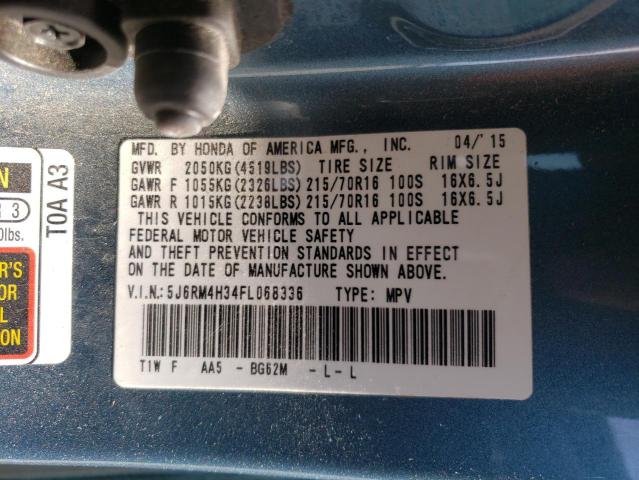 MFD. BY HONDA OF AMERICA MFG., INC. 04/'15
GVWR 2050KG(4519LBS) TIRE SIZE RIM SIZE
GAWR F 1055KG(2326LBS) 215/70R16 100S 16X6.5J
GAWR R 1015KG(2238LBS) 215/70R16 100S 16X6.5J
THIS VEHICLE CONFORMS TO ALL APPLICABLE
FEDERAL MOTOR VEHICLE SAFETY
AND THEFT PREVENTION STANDARDS IN EFFECT
ON THE DATE OF MANUFACTURE SHOWN ABOVE.
V.I.N.:5J6RM4H34FL068336 TYPE: MPV
T1W F AA5 - BG62M - L- L
TOA A3
3